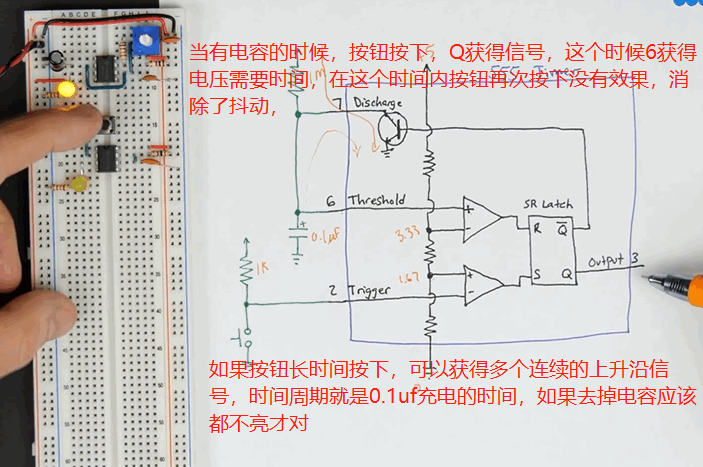 当有电容的时候，按钮按下，Q获得信号，这个时候6获得
电压需要时间，在这个时间内按钮再次按下没有效果，消
除了抖动，
555 Timer
1M
7 Discharge
6 Threshold
SR Latch
+
-
R Q
+
0.1uf
3.33
Output 3
1K
1.67
+
-
S Q
2 Trigger
如果按钮长时间按下，可以获得多个连续的上升沿信
号，时间周期就是0.1uf充电的时间，如果去掉电容应该
都不亮才对